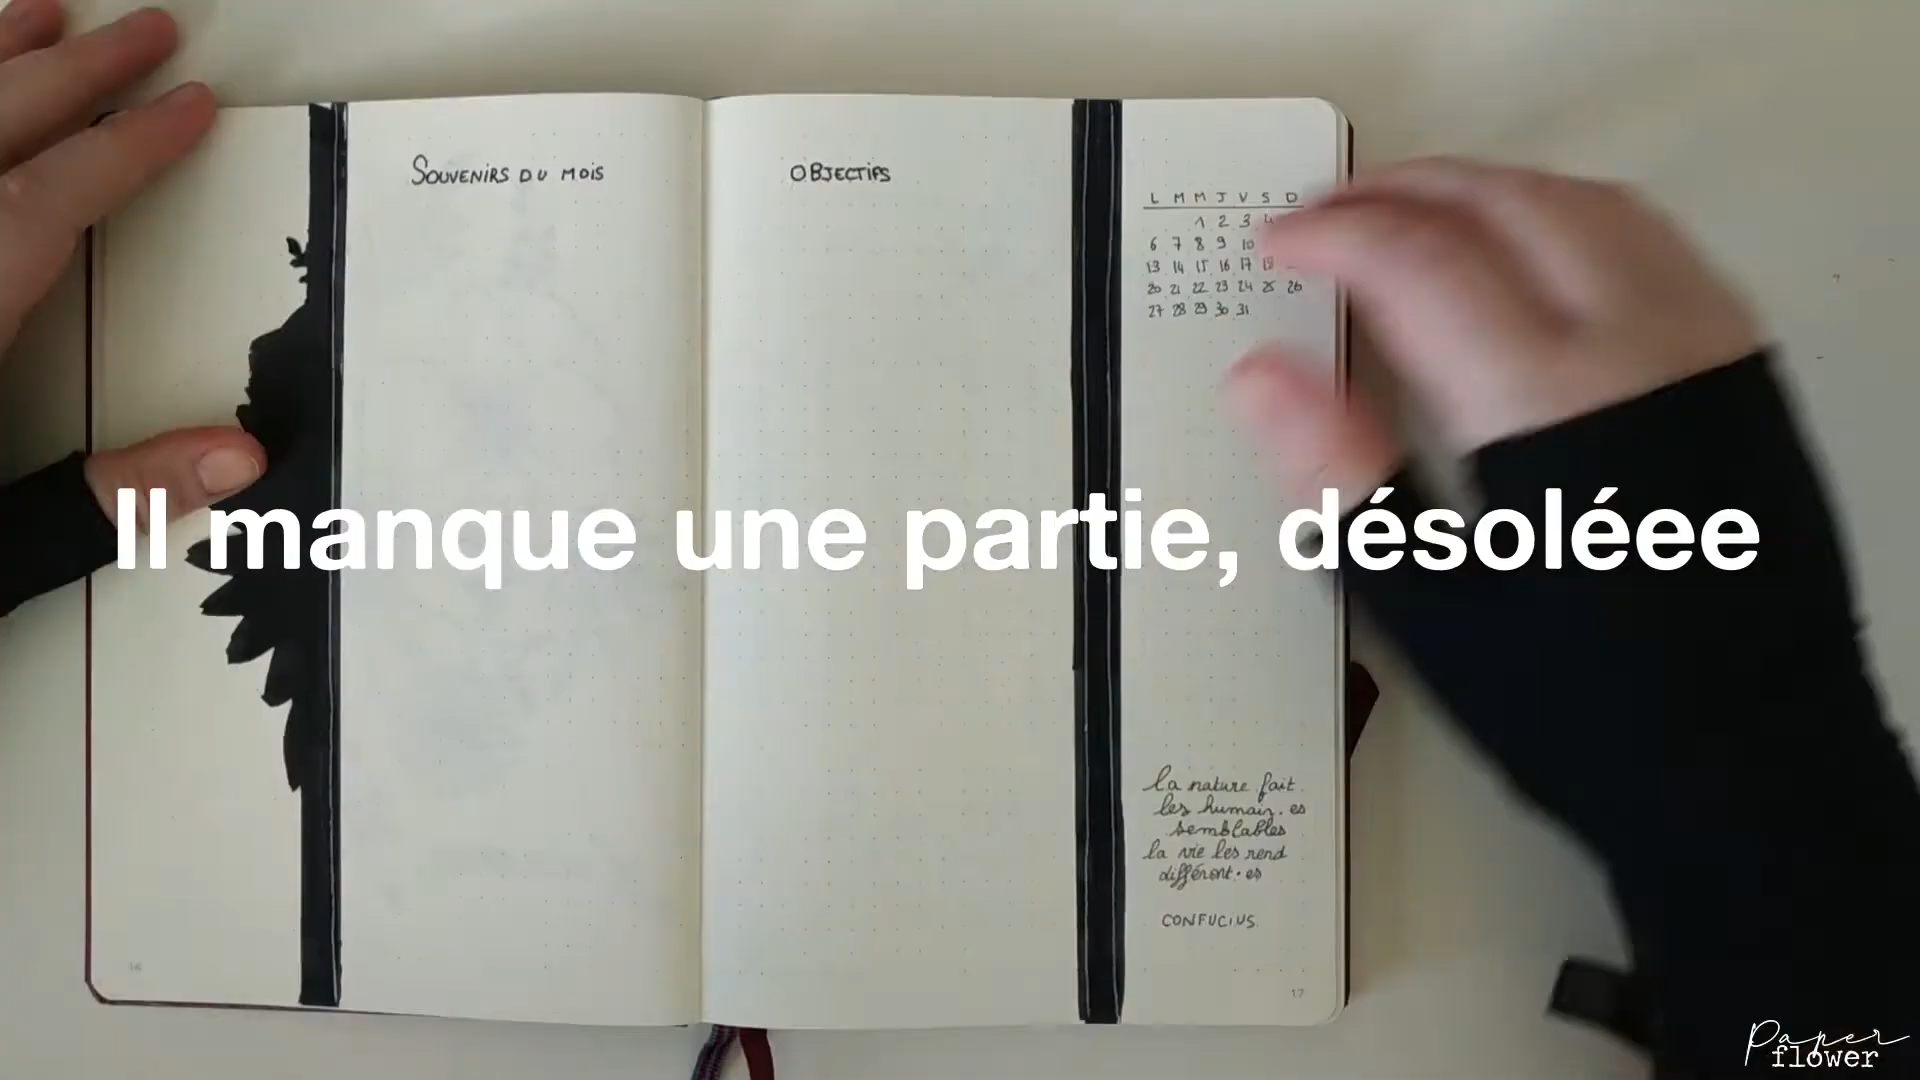 Souvenirs du mois
Objectifs
L M M J V S D
1 2 3 4
6 7 8 9 10
13 14 15 16 17 18
20 21 22 23 24 25 26
27 28 29 30 31
Il manque une partie, désoléee
la nature fait
les humain.es
semblables
la vie les rend
différent.es
CONFUCIUS
16
17
Paper
flower